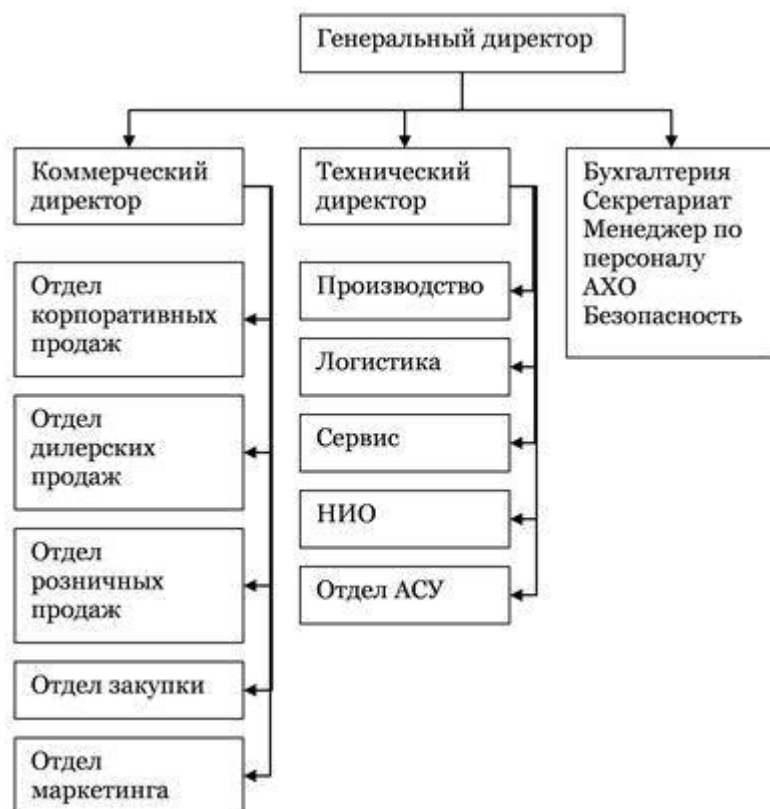 Генеральный директор
Коммерческий
директор
Отдел
корпоративных
продаж
Отдел
дилерских
продаж
Отдел
розничных
продаж
Отдел закупки
Отдел
маркетинга
Технический
директор
Производство
Логистика
Сервис
НИО
Отдел АСУ
Бухгалтерия
Секретариат
Менеджер по
персоналу
АХО
Безопасность